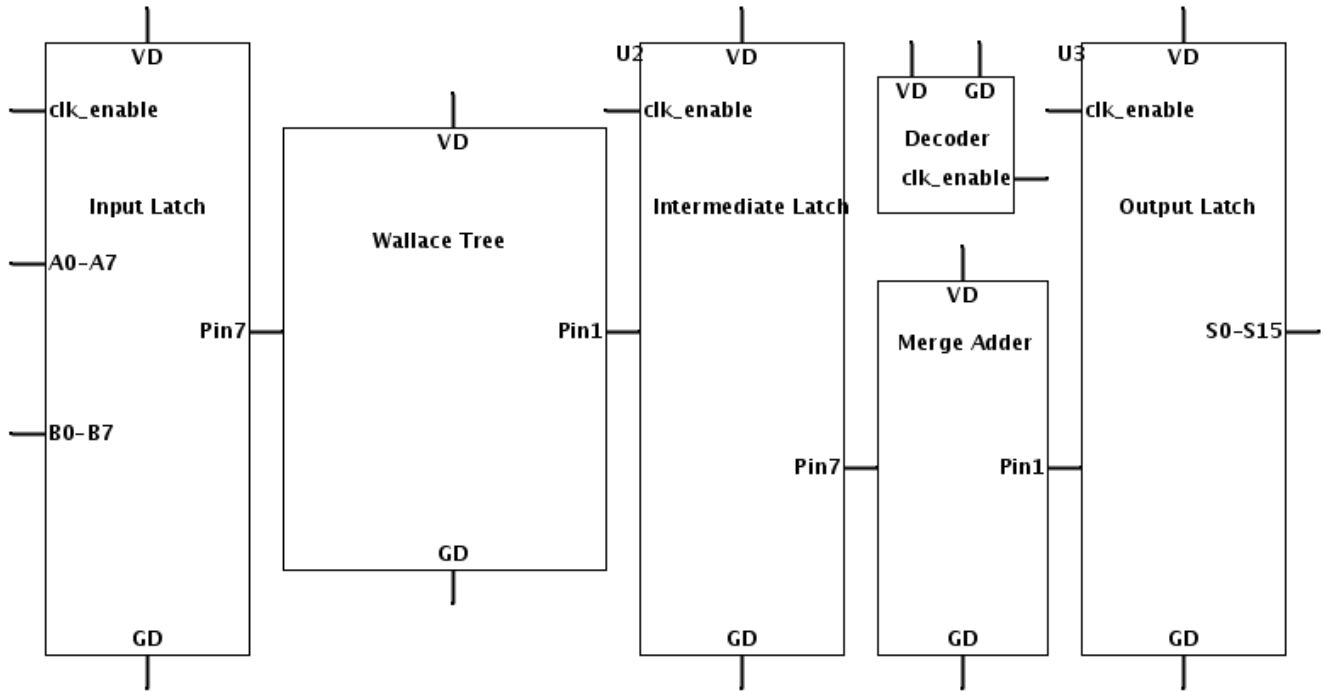 VD
clk_enable
Input Latch
A0-A7
Pin7
B0-B7
GD
VD
Wallace Tree
Pin1
GD
U2
VD
clk_enable
Intermediate Latch
Pin7
GD
VD GD
Decoder
clk_enable
VD
Merge Adder
Pin1
GD
U3
VD
clk_enable
Output Latch
S0-S15
GD